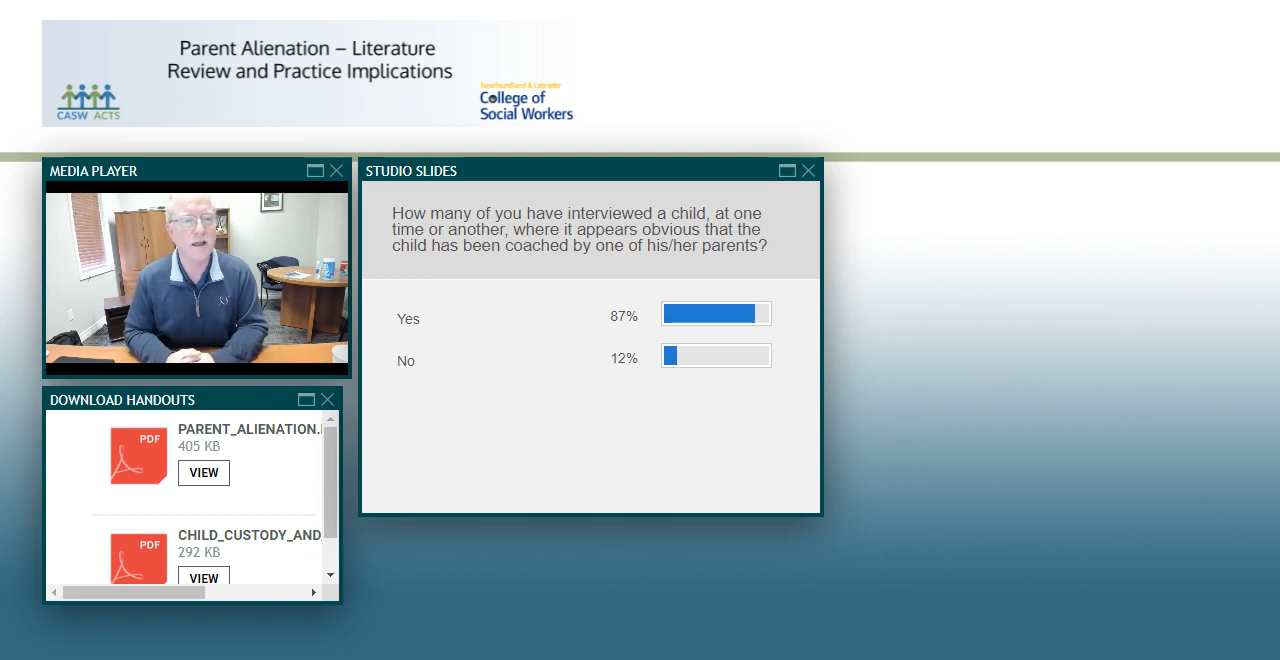 Parent Alienation – Literature
Review and Practice Implications
CASW ACTS
Newfoundland & Labrador
College of
Social Workers
MEDIA PLAYER
STUDIO SLIDES
How many of you have interviewed a child, at one
time or another, where it appears obvious that the
child has been coached by one of his/her parents?
Yes
87%
No
12%
DOWNLOAD HANDOUTS
PDF
PARENT_ALIENATION.
405 KB
VIEW
PDF
CHILD_CUSTODY_AND_
292 KB
VIEW